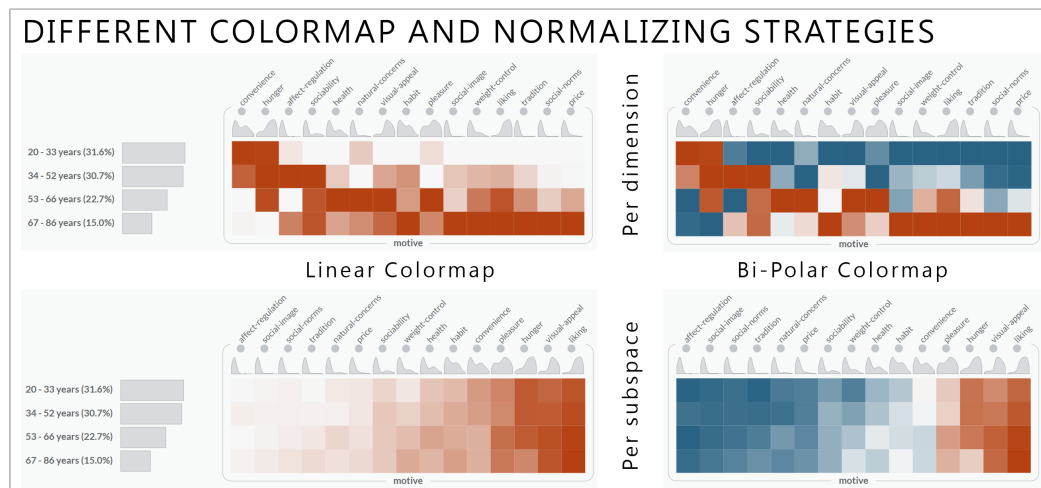 DIFFERENT COLORMAP AND NORMALIZING STRATEGIES
convenience
hunger
affect-regulation
sociability
health
natural-concerns
visual-appeal
habit
pleasure
social-image
weight-control
liking
tradition
social-norms
price
20 - 33 years (31.6%)
34 - 52 years (30.7%)
53 - 66 years (22.7%)
67 - 86 years (15.0%)
motive
Linear Colormap
Per dimension
convenience
hunger
affect-regulation
sociability
health
natural-concerns
habit
visual-appeal
pleasure
social-image
weight-control
liking
tradition
social-norms
price
motive
Bi-Polar Colormap
affect-regulation
social-image
social-norms
tradition
natural-concerns
price
sociability
weight-control
health
habit
convenience
pleasure
hunger
visual-appeal
liking
20 - 33 years (31.6%)
34 - 52 years (30.7%)
53 - 66 years (22.7%)
67 - 86 years (15.0%)
motive
Per subspace
affect-regulation
social-image
social-norms
tradition
natural-concerns
price
sociability
weight-control
health
habit
convenience
pleasure
hunger
visual-appeal
liking
motive